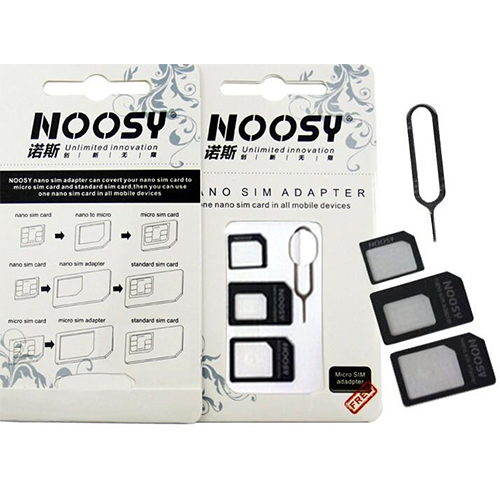 NOOSY
Unlimited innovation
诺斯 创 | 新 | 无 | 限
NOOSY nano sim adapter can covert your nano sim card to
micro sim card and standard sim card,then you can use
one nano sim card in all mobile devices
nano sim card
nano to micro
micro sim card
nano sim card
nano sim adapter
standard sim card
micro sim card
micro sim adapter
standard sim card
NOOSY
Unlimited innovation
诺斯 创 | 新 | 无 | 限
NANO SIM ADAPTER
one nano sim card in all mobile devices
NOOSY
NOOSY
Micro SIM
adadpter
FREE
NOOSY
NOOSY
NOOSY